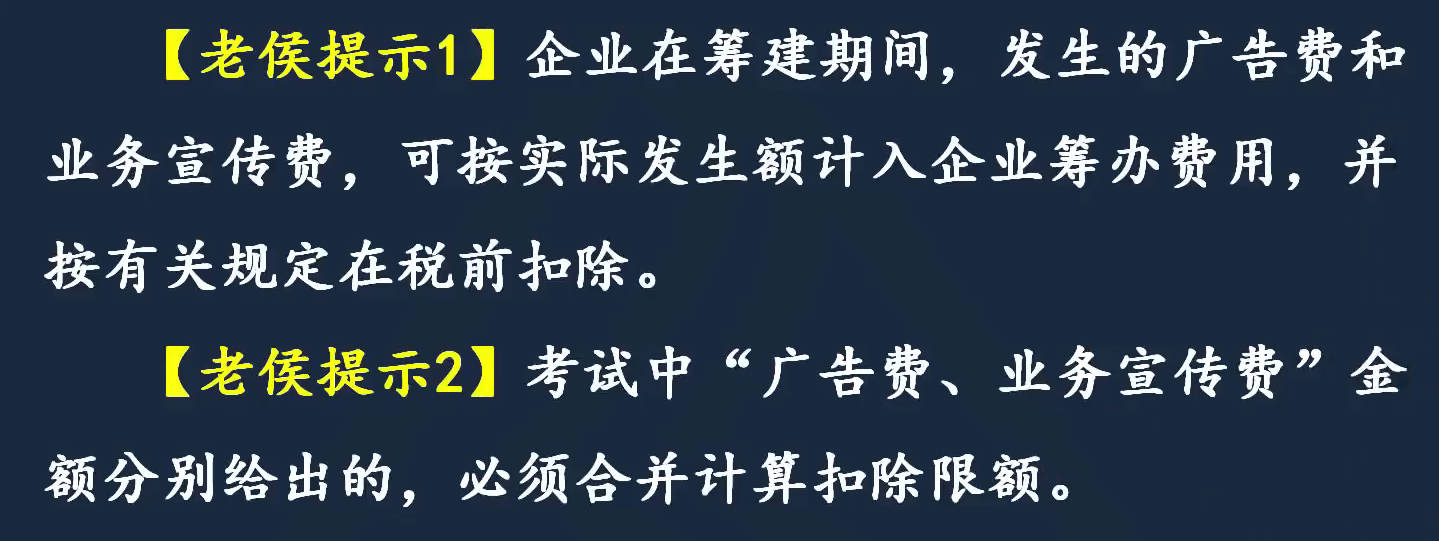 【老侯提示1】企业在筹建期间，发生的广告费和
业务宣传费，可按实际发生额计入企业筹办费用，并
按有关规定在税前扣除。
【老侯提示2】考试中“广告费、业务宣传费”金
额分别给出的，必须合并计算扣除限额。